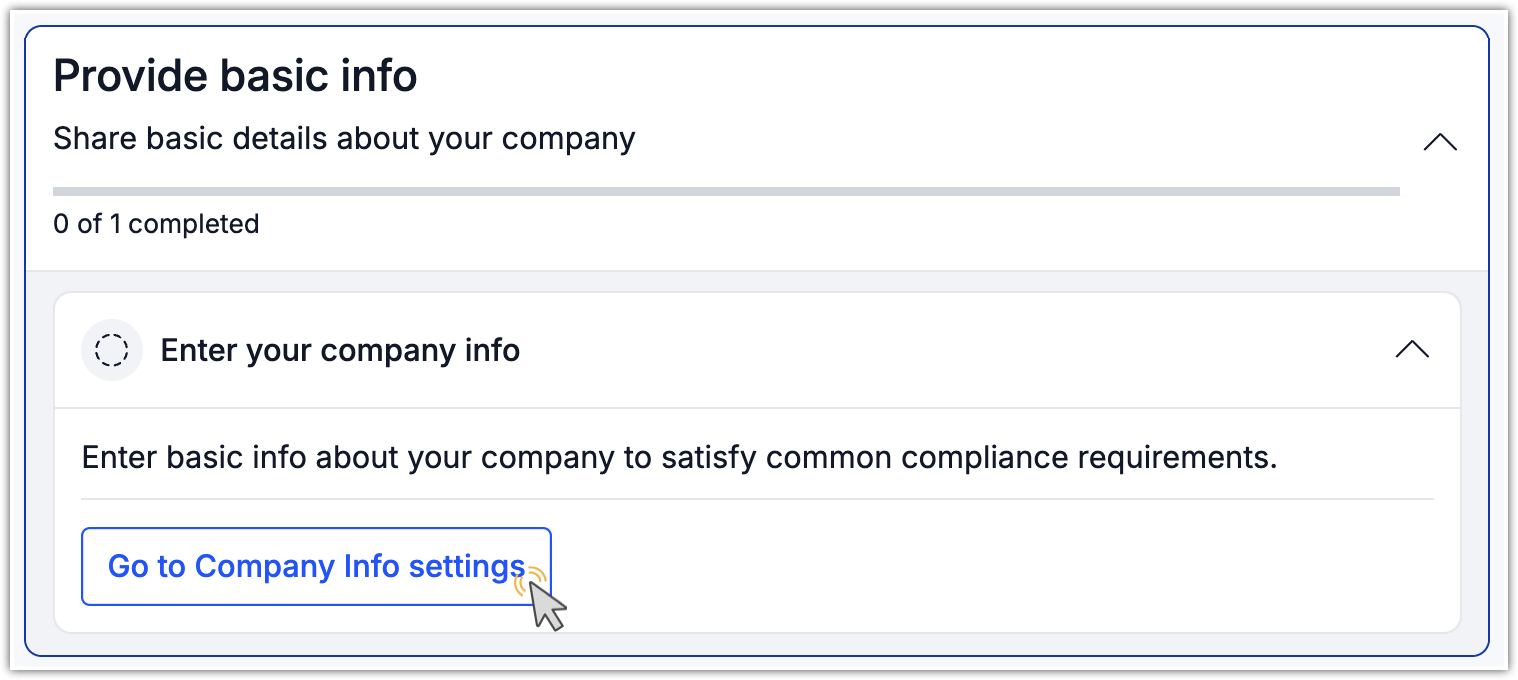 Provide basic info
Share basic details about your company
0 of 1 completed
Enter your company info
Enter basic info about your company to satisfy common compliance requirements.
Go to Company Info settings